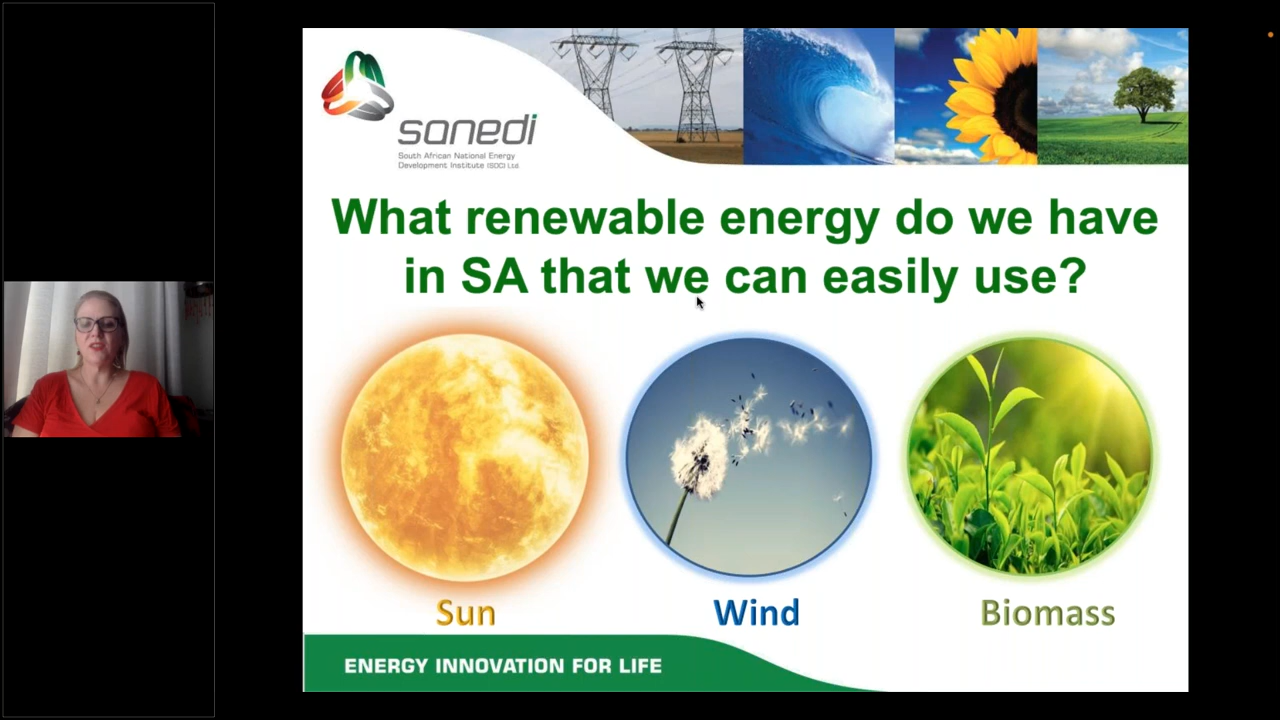 sanedi
South African National Energy
Development Institute (SOC) Ltd
What renewable energy do we have
in SA that we can easily use?
Sun
Wind
Biomass
ENERGY INNOVATION FOR LIFE